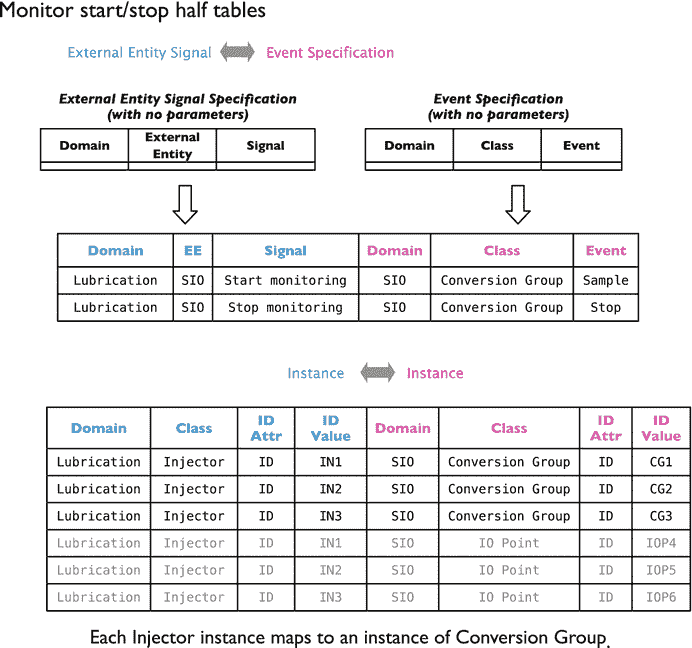 Monitor start/stop half tables
External Entity Signal Event Specification
External Entity Signal Specification
(with no parameters)
Domain External Entity Signal
Event Specification
(with no parameters)
Domain Class Event
Domain EE Signal Domain Class Event
Lubrication SIO Start monitoring SIO Conversion Group Sample
Lubrication SIO Stop monitoring SIO Conversion Group Stop
Instance Instance
Domain Class ID Attr ID Value Domain Class ID Attr ID Value
Lubrication Injector ID IN1 SIO Conversion Group ID CG1
Lubrication Injector ID IN2 SIO Conversion Group ID CG2
Lubrication Injector ID IN3 SIO Conversion Group ID CG3
Lubrication Injector ID IN1 SIO IO Point ID IOP4
Lubrication Injector ID IN2 SIO IO Point ID IOP5
Lubrication Injector ID IN3 SIO IO Point ID IOP6
Each Injector instance maps to an instance of Conversion Group.